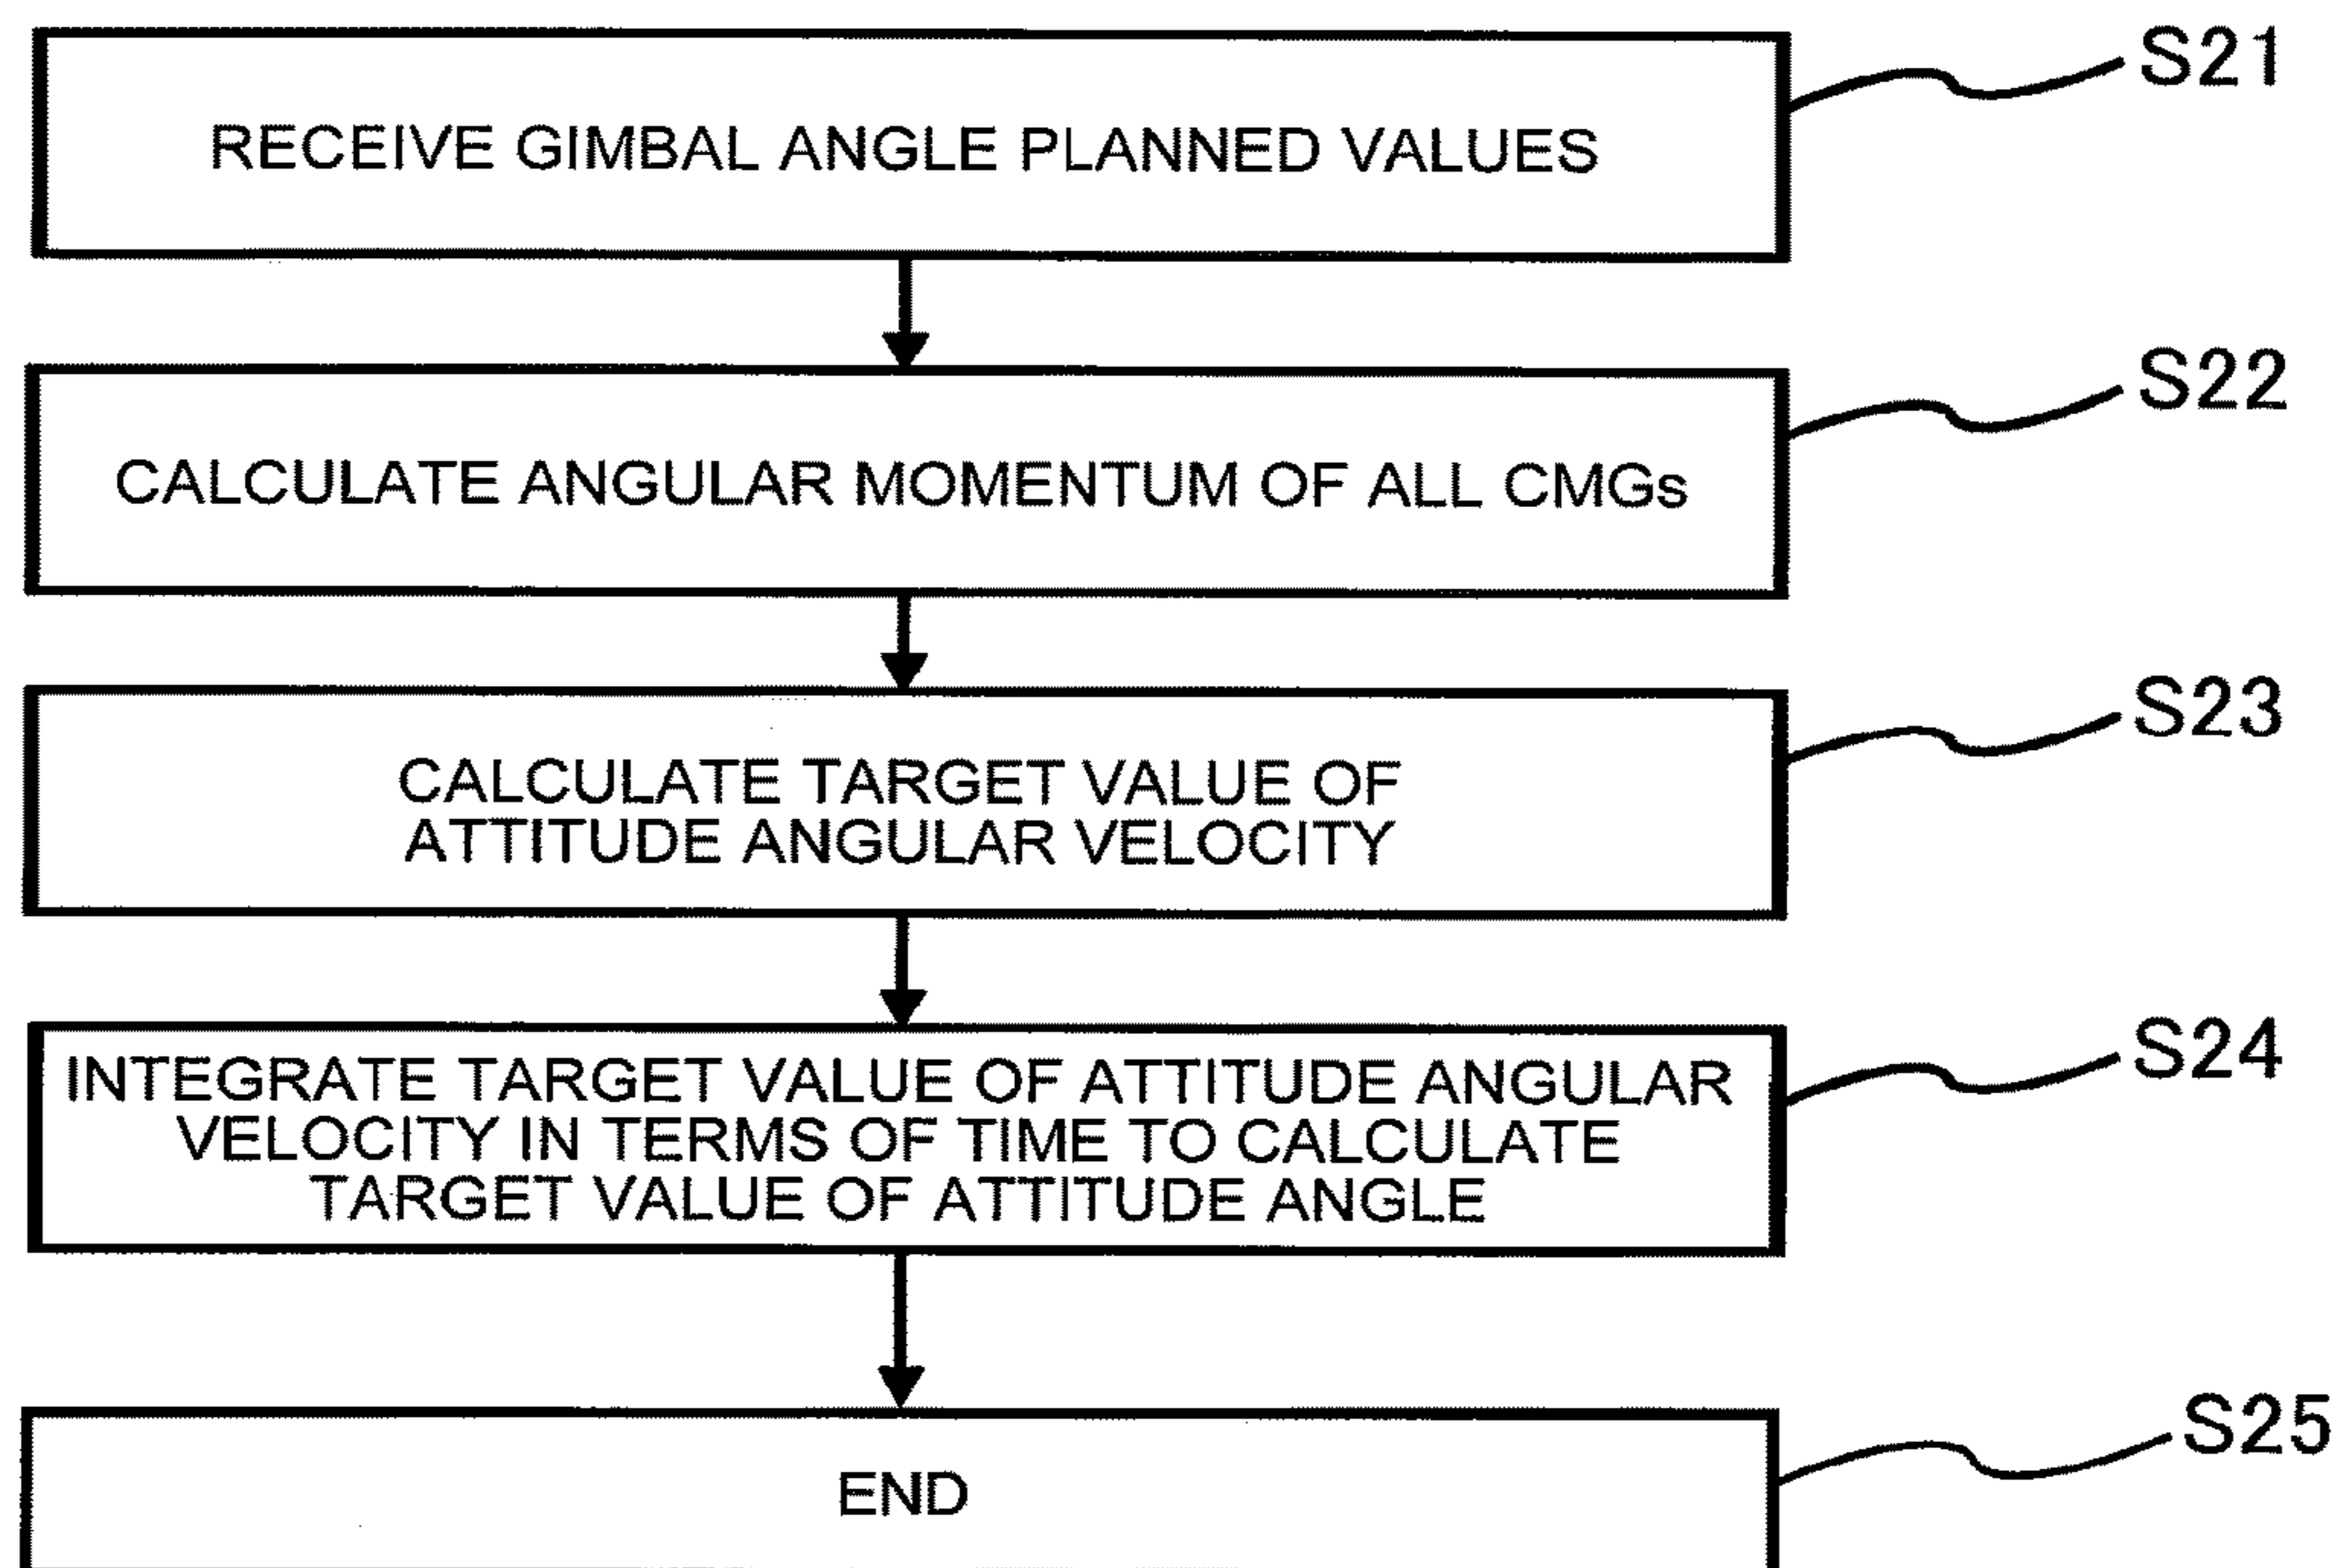 RECEIVE GIMBAL ANGLE PLANNED VALUES
S21
CALCULATE ANGULAR MOMENTUM OF ALL CMGs
S22
CALCULATE TARGET VALUE OF
ATTITUDE ANGULAR VELOCITY
S23
INTEGRATE TARGET VALUE OF ATTITUDE ANGULAR
VELOCITY IN TERMS OF TIME TO CALCULATE
TARGET VALUE OF ATTITUDE ANGLE
S24
END
S25